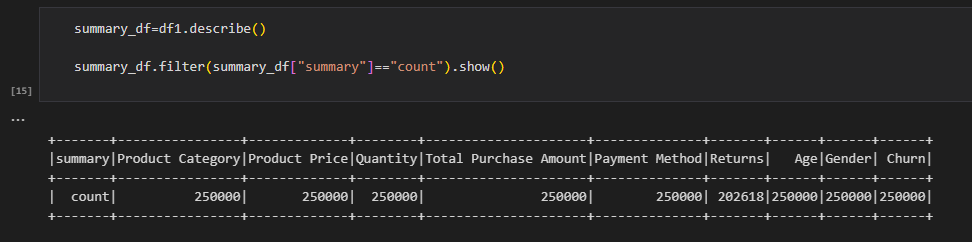 summary_df=df1.describe()
summary_df.filter(summary_df["summary"]=="count").show()
[15]
...
+-------+----------------+-------------+--------+---------------------+--------------+-------+------+------+------+
|summary|Product Category|Product Price|Quantity|Total Purchase Amount|Payment Method|Returns|   Age|Gender| Churn|
+-------+----------------+-------------+--------+---------------------+--------------+-------+------+------+------+
|  count|          250000|       250000|  250000|               250000|        250000| 202618|250000|250000|250000|
+-------+----------------+-------------+--------+---------------------+--------------+-------+------+------+------+